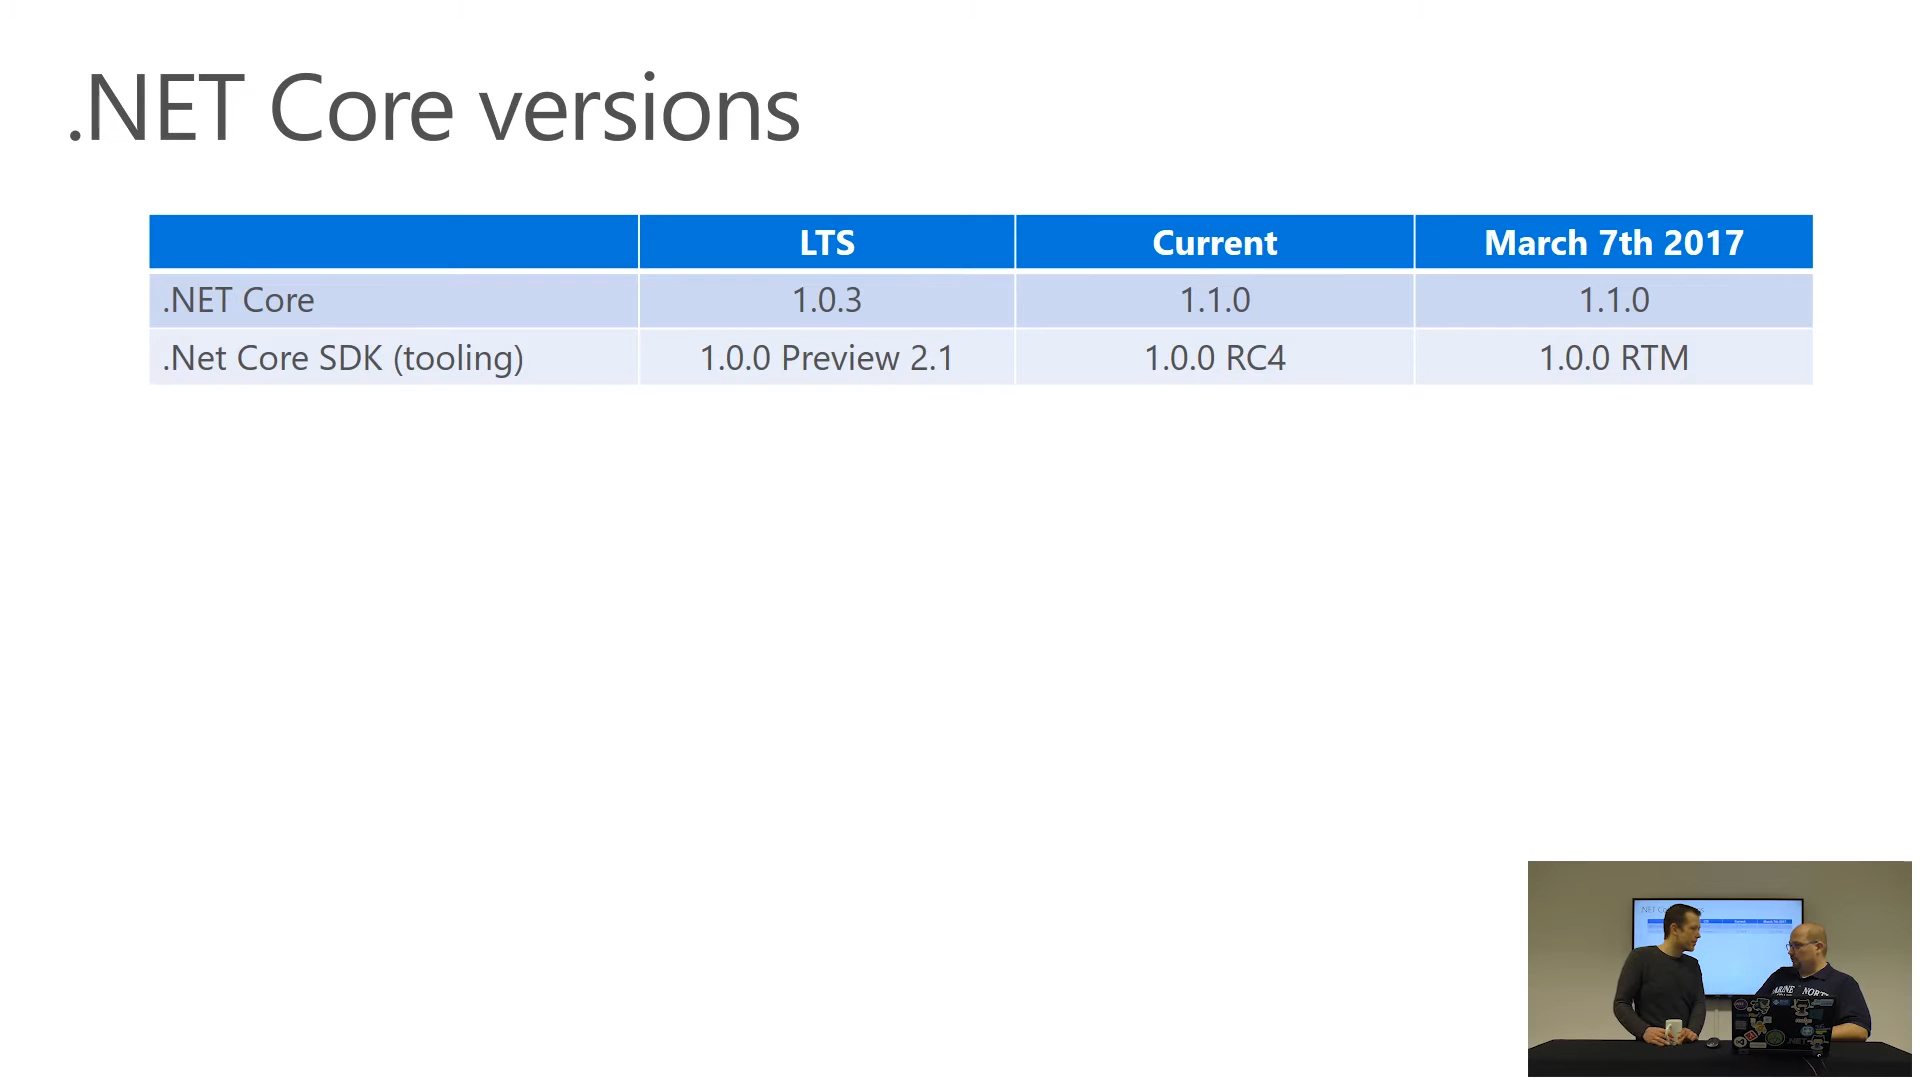 .NET Core versions
LTS Current March 7th 2017
.NET Core 1.0.3 1.1.0 1.1.0
.Net Core SDK (tooling) 1.0.0 Preview 2.1 1.0.0 RC4 1.0.0 RTM